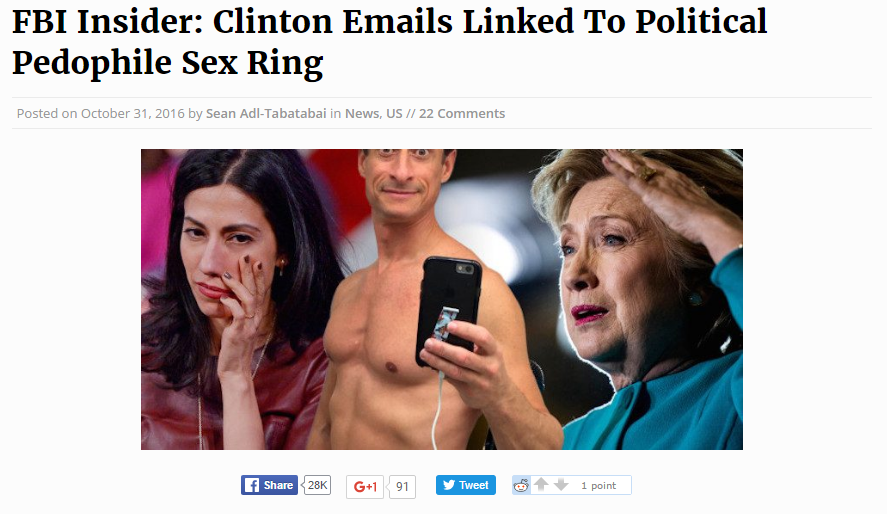 FBI Insider: Clinton Emails Linked To Political
Pedophile Sex Ring
Posted on October 31, 2016 by Sean Adl-Tabatabai in News, US // 22 Comments
Share 28K G+1 91 Tweet 1 point